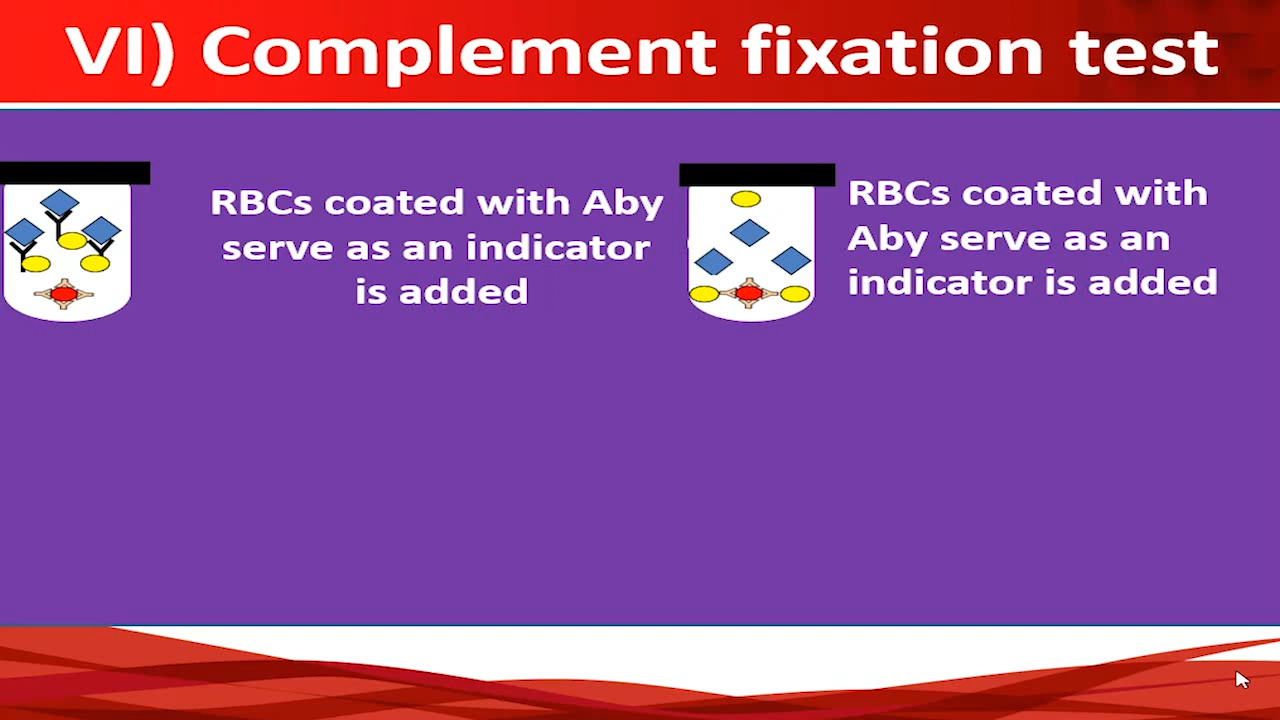 VI) Complement fixation test
RBCs coated with Aby
serve as an indicator
is added
RBCs coated with
Aby serve as an
indicator is added